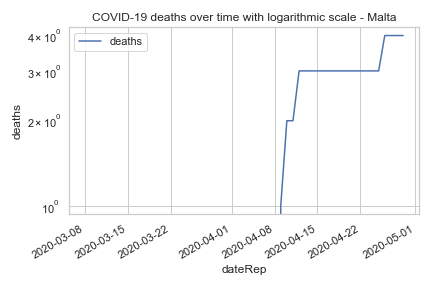 COVID-19 deaths over time with logarithmic scale - Malta
deaths
4 × 10⁰
3 × 10⁰
2 × 10⁰
10⁰
deaths
2020-03-08
2020-03-15
2020-03-22
2020-04-01
2020-04-08
2020-04-15
2020-04-22
2020-05-01
dateRep